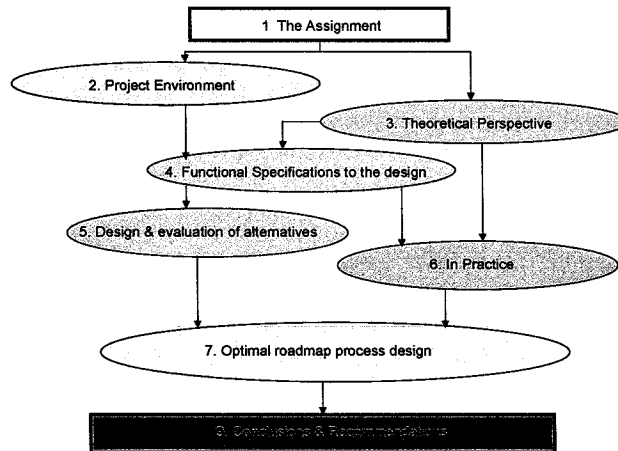 1 The Assignment
2. Project Environment
3. Theoretical Perspective
4. Functional Specifications to the design
5. Design & evaluation of alternatives
6. In Practice
7. Optimal roadmap process design
Conclusions & Recommendations